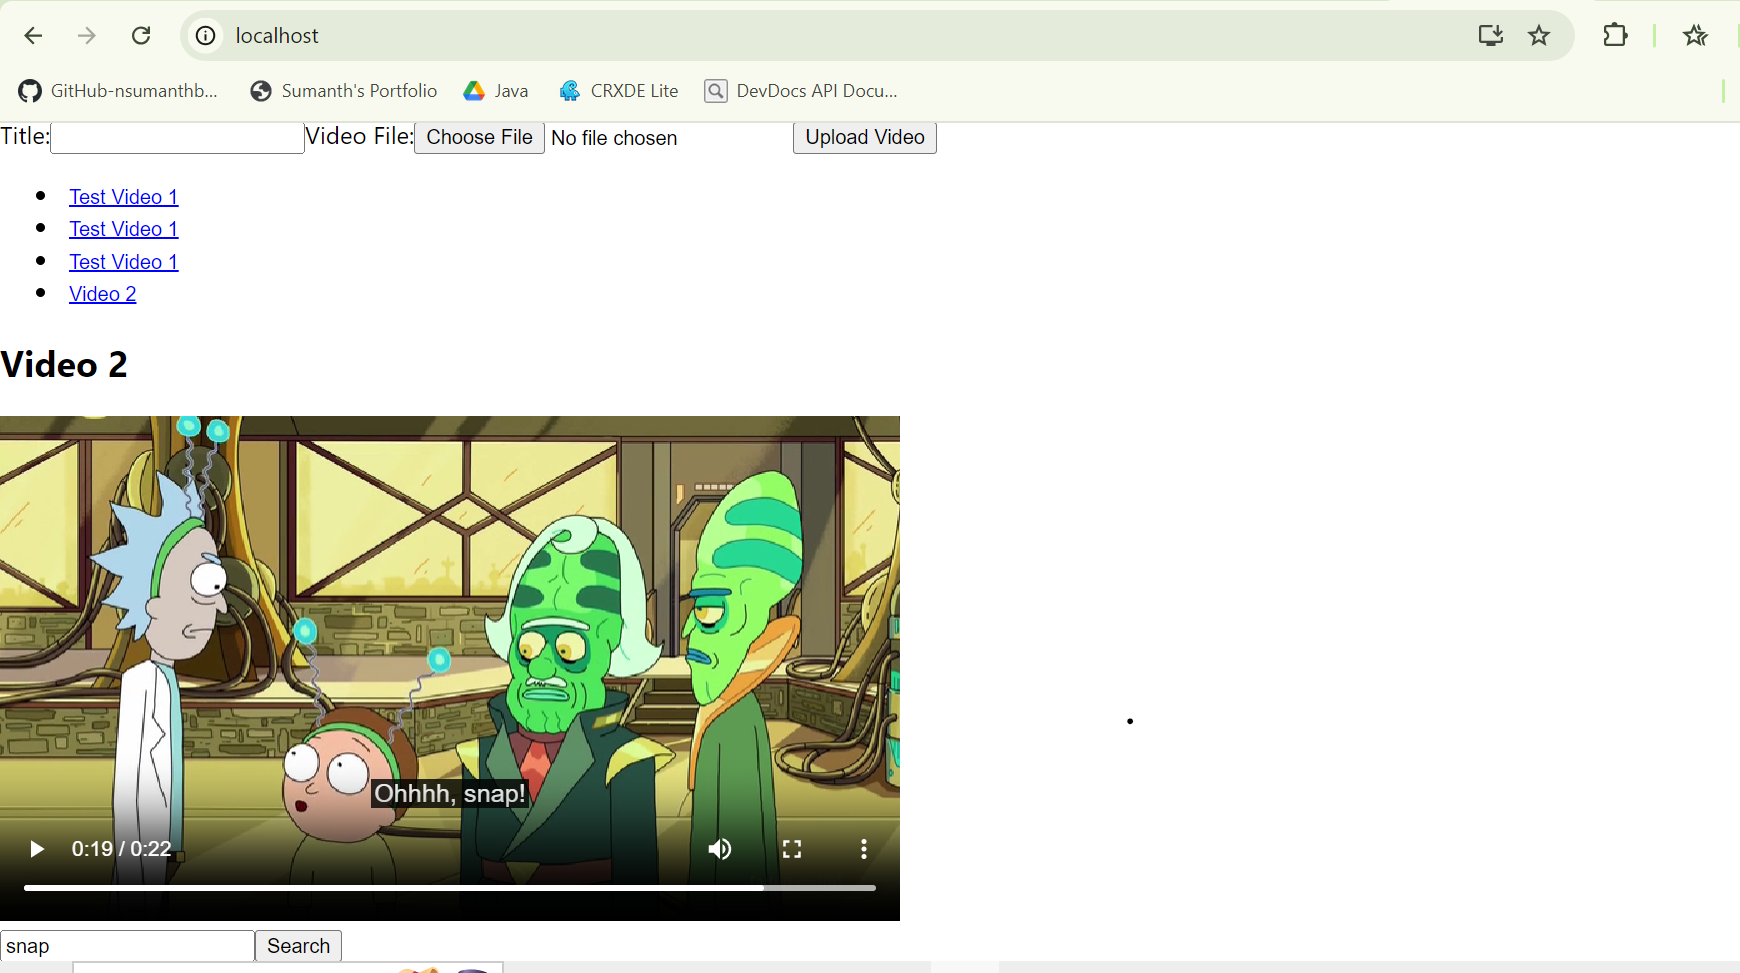 localhost
GitHub-nsumanthb... Sumanth's Portfolio Java CRXDE Lite DevDocs API Docu...
Title: Video File: Choose File No file chosen Upload Video
Test Video 1
Test Video 1
Test Video 1
Video 2
Video 2
Ohhhh, snap!
0:19 / 0:22
snap Search